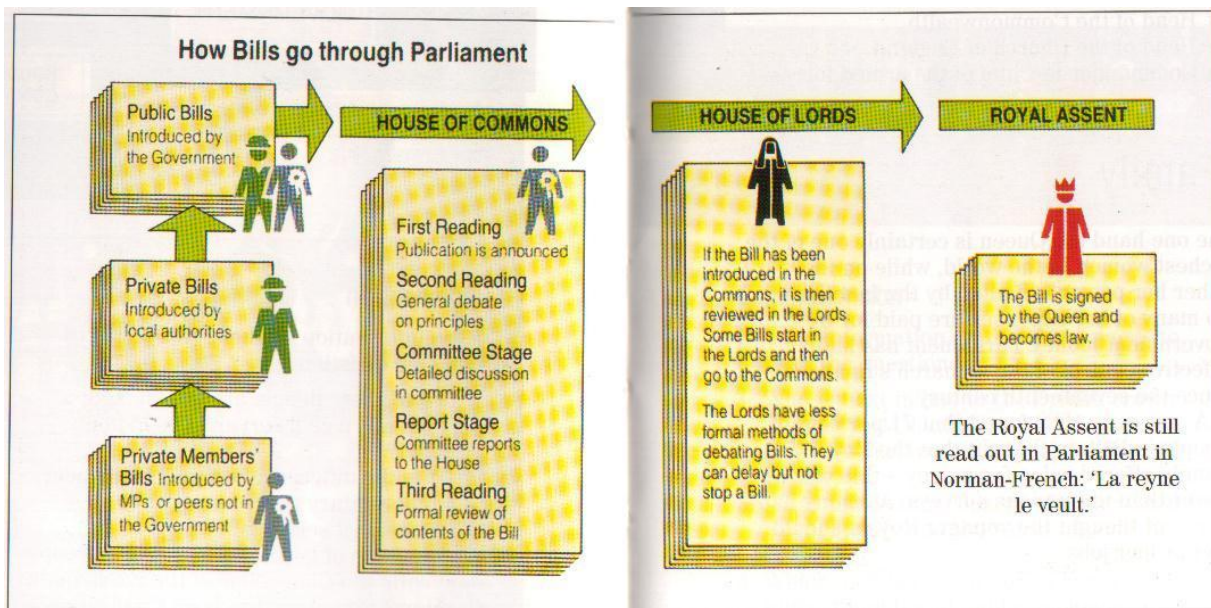 How Bills go through Parliament
Public Bills
Introduced by
the Government
Private Bills
Introduced by
local authorities
Private Members'
Bills Introduced by
MPs or peers not in
the Government
HOUSE OF COMMONS
First Reading
Publication is announced
Second Reading
General debate
on principles
Committee Stage
Detailed discussion
in committee
Report Stage
Committee reports
to the House
Third Reading
Formal review of
contents of the Bill
HOUSE OF LORDS
If the Bill has been
introduced in the
Commons, it is then
reviewed in the Lords.
Some Bills start in
the Lords and then
go to the Commons.
The Lords have less
formal methods of
debating Bills. They
can delay but not
stop a Bill.
ROYAL ASSENT
The Bill is signed
by the Queen and
becomes law.
The Royal Assent is still
read out in Parliament in
Norman-French: 'La reyne
le veult.'